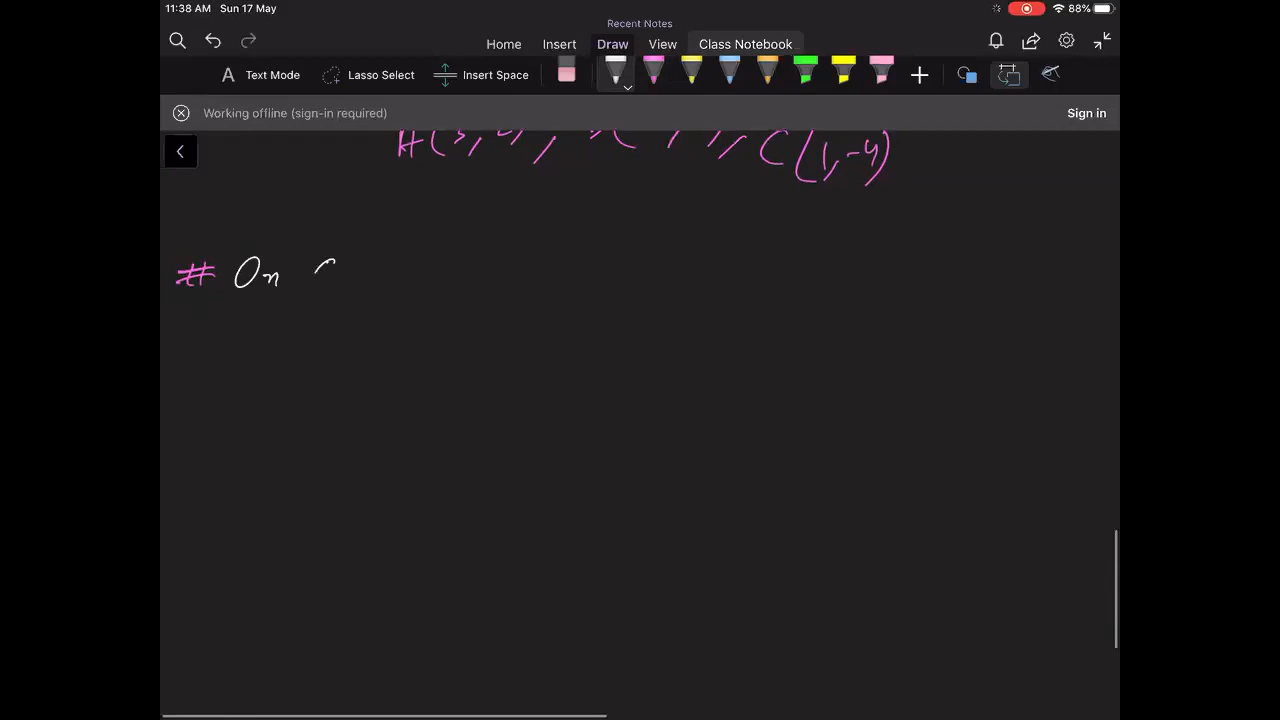 11:38 AM Sun 17 May
88%
Recent Notes
Home Insert Draw View Class Notebook
A Text Mode Lasso Select Insert Space
Working offline (sign-in required) Sign in
C(1,-4)
# On